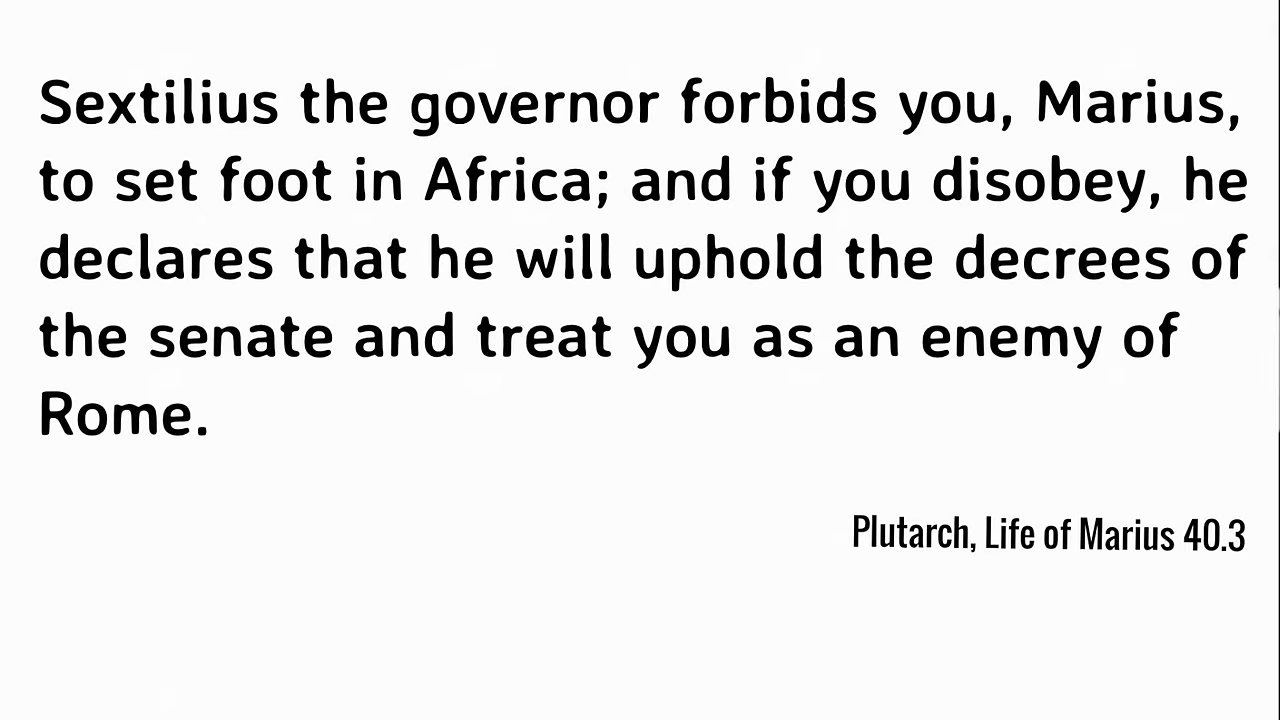 Sextilius the governor forbids you, Marius,
to set foot in Africa; and if you disobey, he
declares that he will uphold the decrees of
the senate and treat you as an enemy of
Rome.
Plutarch, Life of Marius 40.3